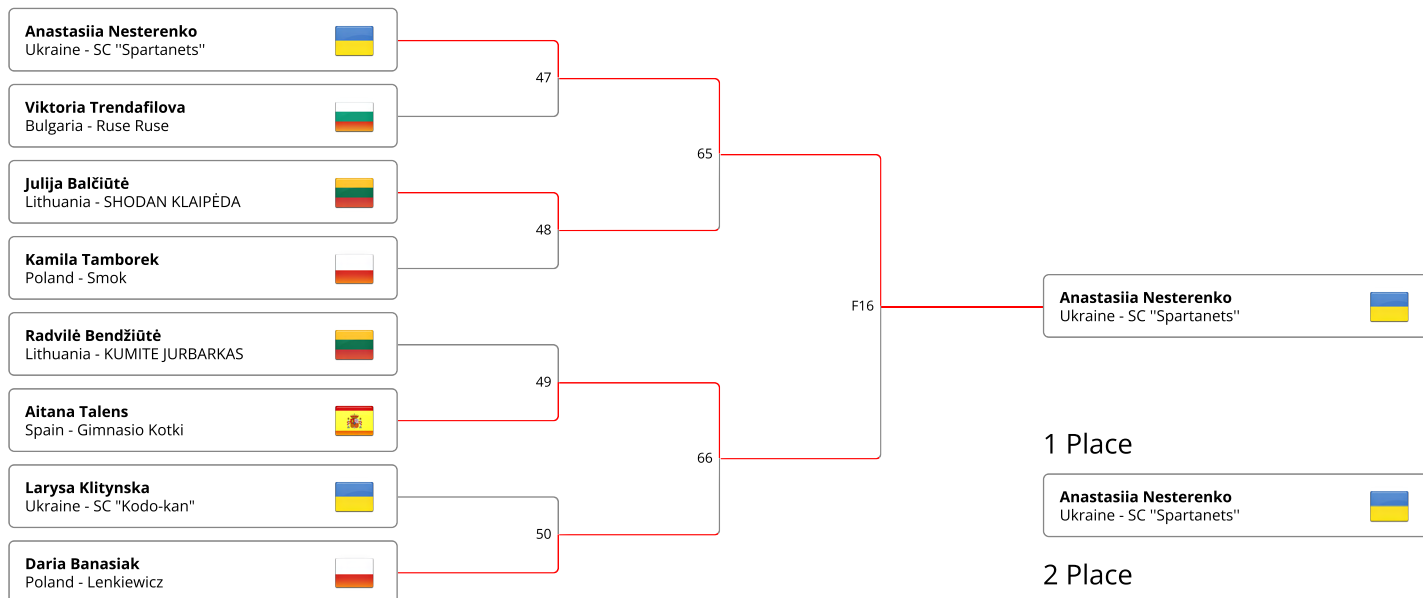 Anastasiia Nesterenko
Ukraine - SC ''Spartanets''
Viktoria Trendafilova
Bulgaria - Ruse Ruse
Julija Balčiūtė
Lithuania - SHODAN KLAIPĖDA
Kamila Tamborek
Poland - Smok
Radvilė Bendžiūtė
Lithuania - KUMITE JURBARKAS
Aitana Talens
Spain - Gimnasio Kotki
Larysa Klitynska
Ukraine - SC "Kodo-kan"
Daria Banasiak
Poland - Lenkiewicz
47
48
49
50
65
66
F16
Anastasiia Nesterenko
Ukraine - SC ''Spartanets''
1 Place
Anastasiia Nesterenko
Ukraine - SC ''Spartanets''
2 Place